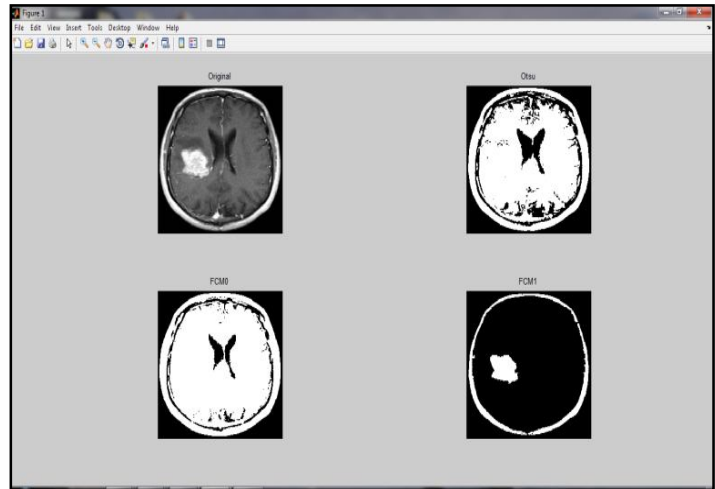 Figure 1
File Edit View Insert Tools Desktop Window Help
Original
Otsu
FCM0
FCM1